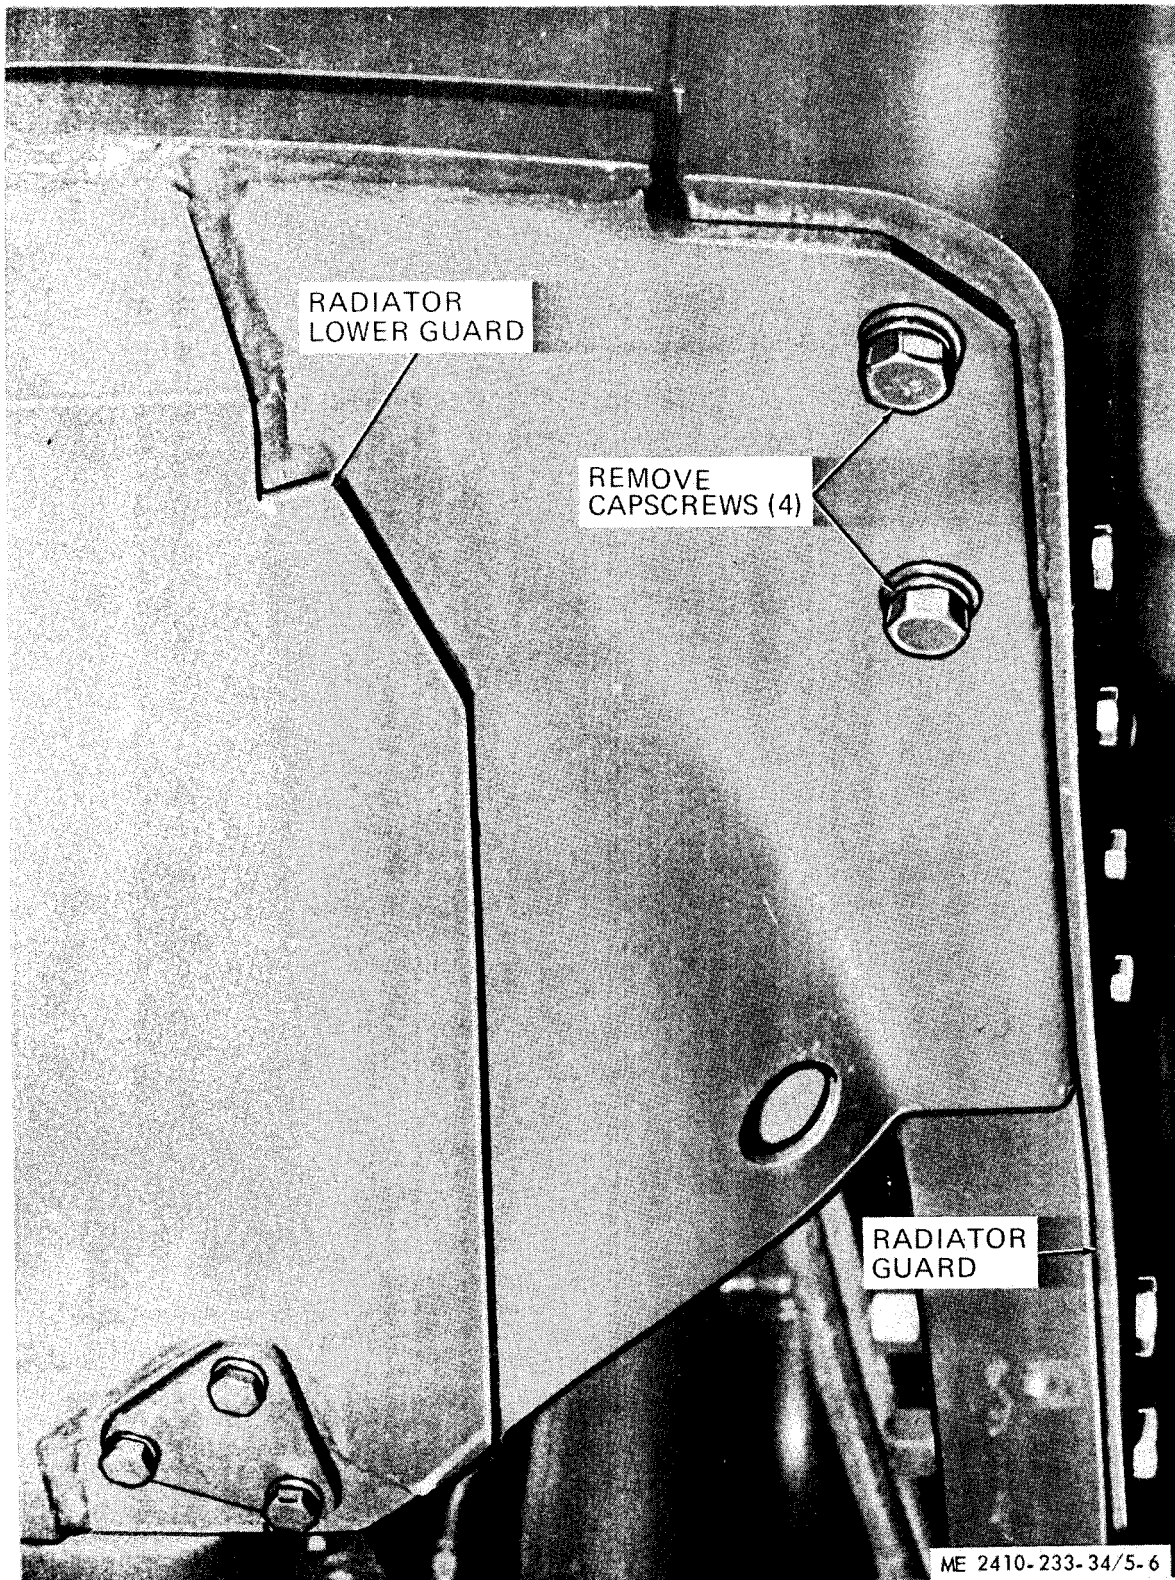 RADIATOR
LOWER GUARD
REMOVE
CAPSCREWS (4)
RADIATOR
GUARD
ME 2410-233-34/5-6